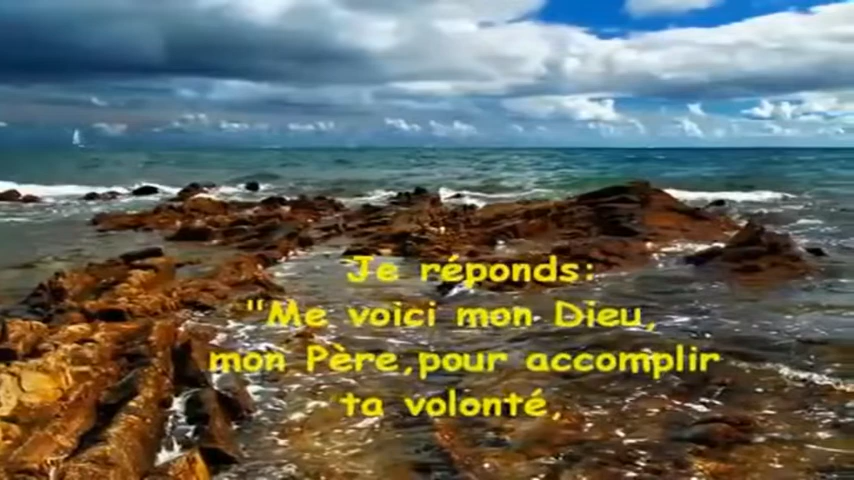 Je réponds:
"Me voici mon Dieu,
mon Père,pour accomplir
ta volonté,